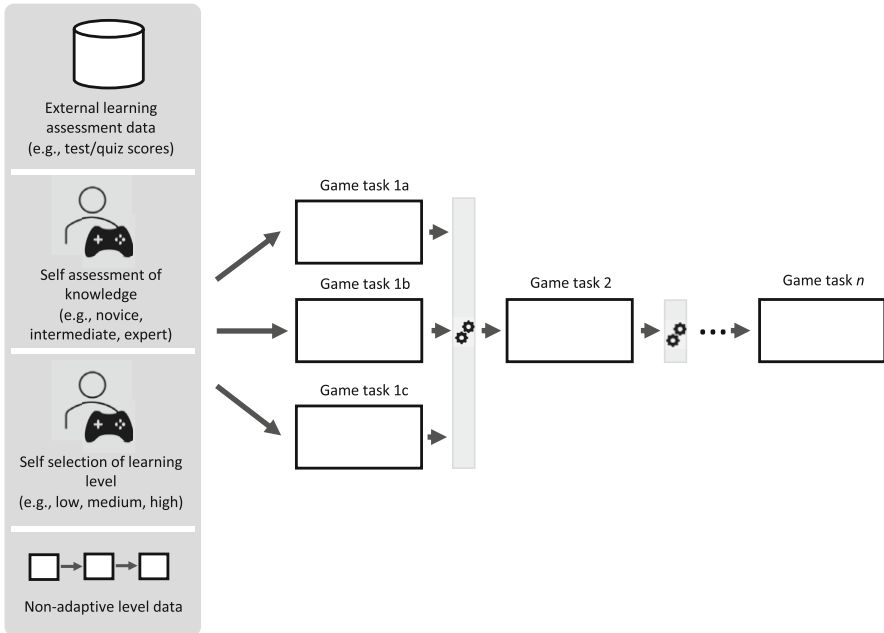 External learning
assessment data
(e.g., test/quiz scores)
Self assessment of
knowledge
(e.g., novice,
intermediate, expert)
Self selection of learning
level
(e.g., low, medium, high)
Non-adaptive level data
Game task 1a
Game task 1b
Game task 1c
Game task 2
Game task n